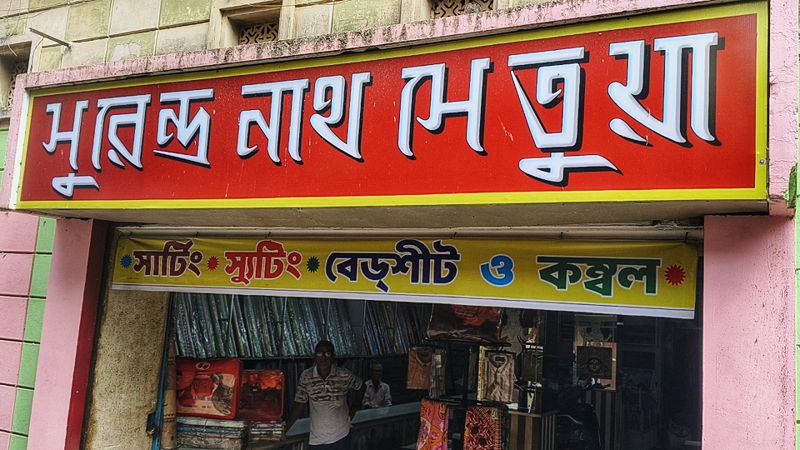 সুরেন্দ্র নাথ সেতুয়া
সার্টিং * স্যুটিং * বেড্শীট ও কম্বল *